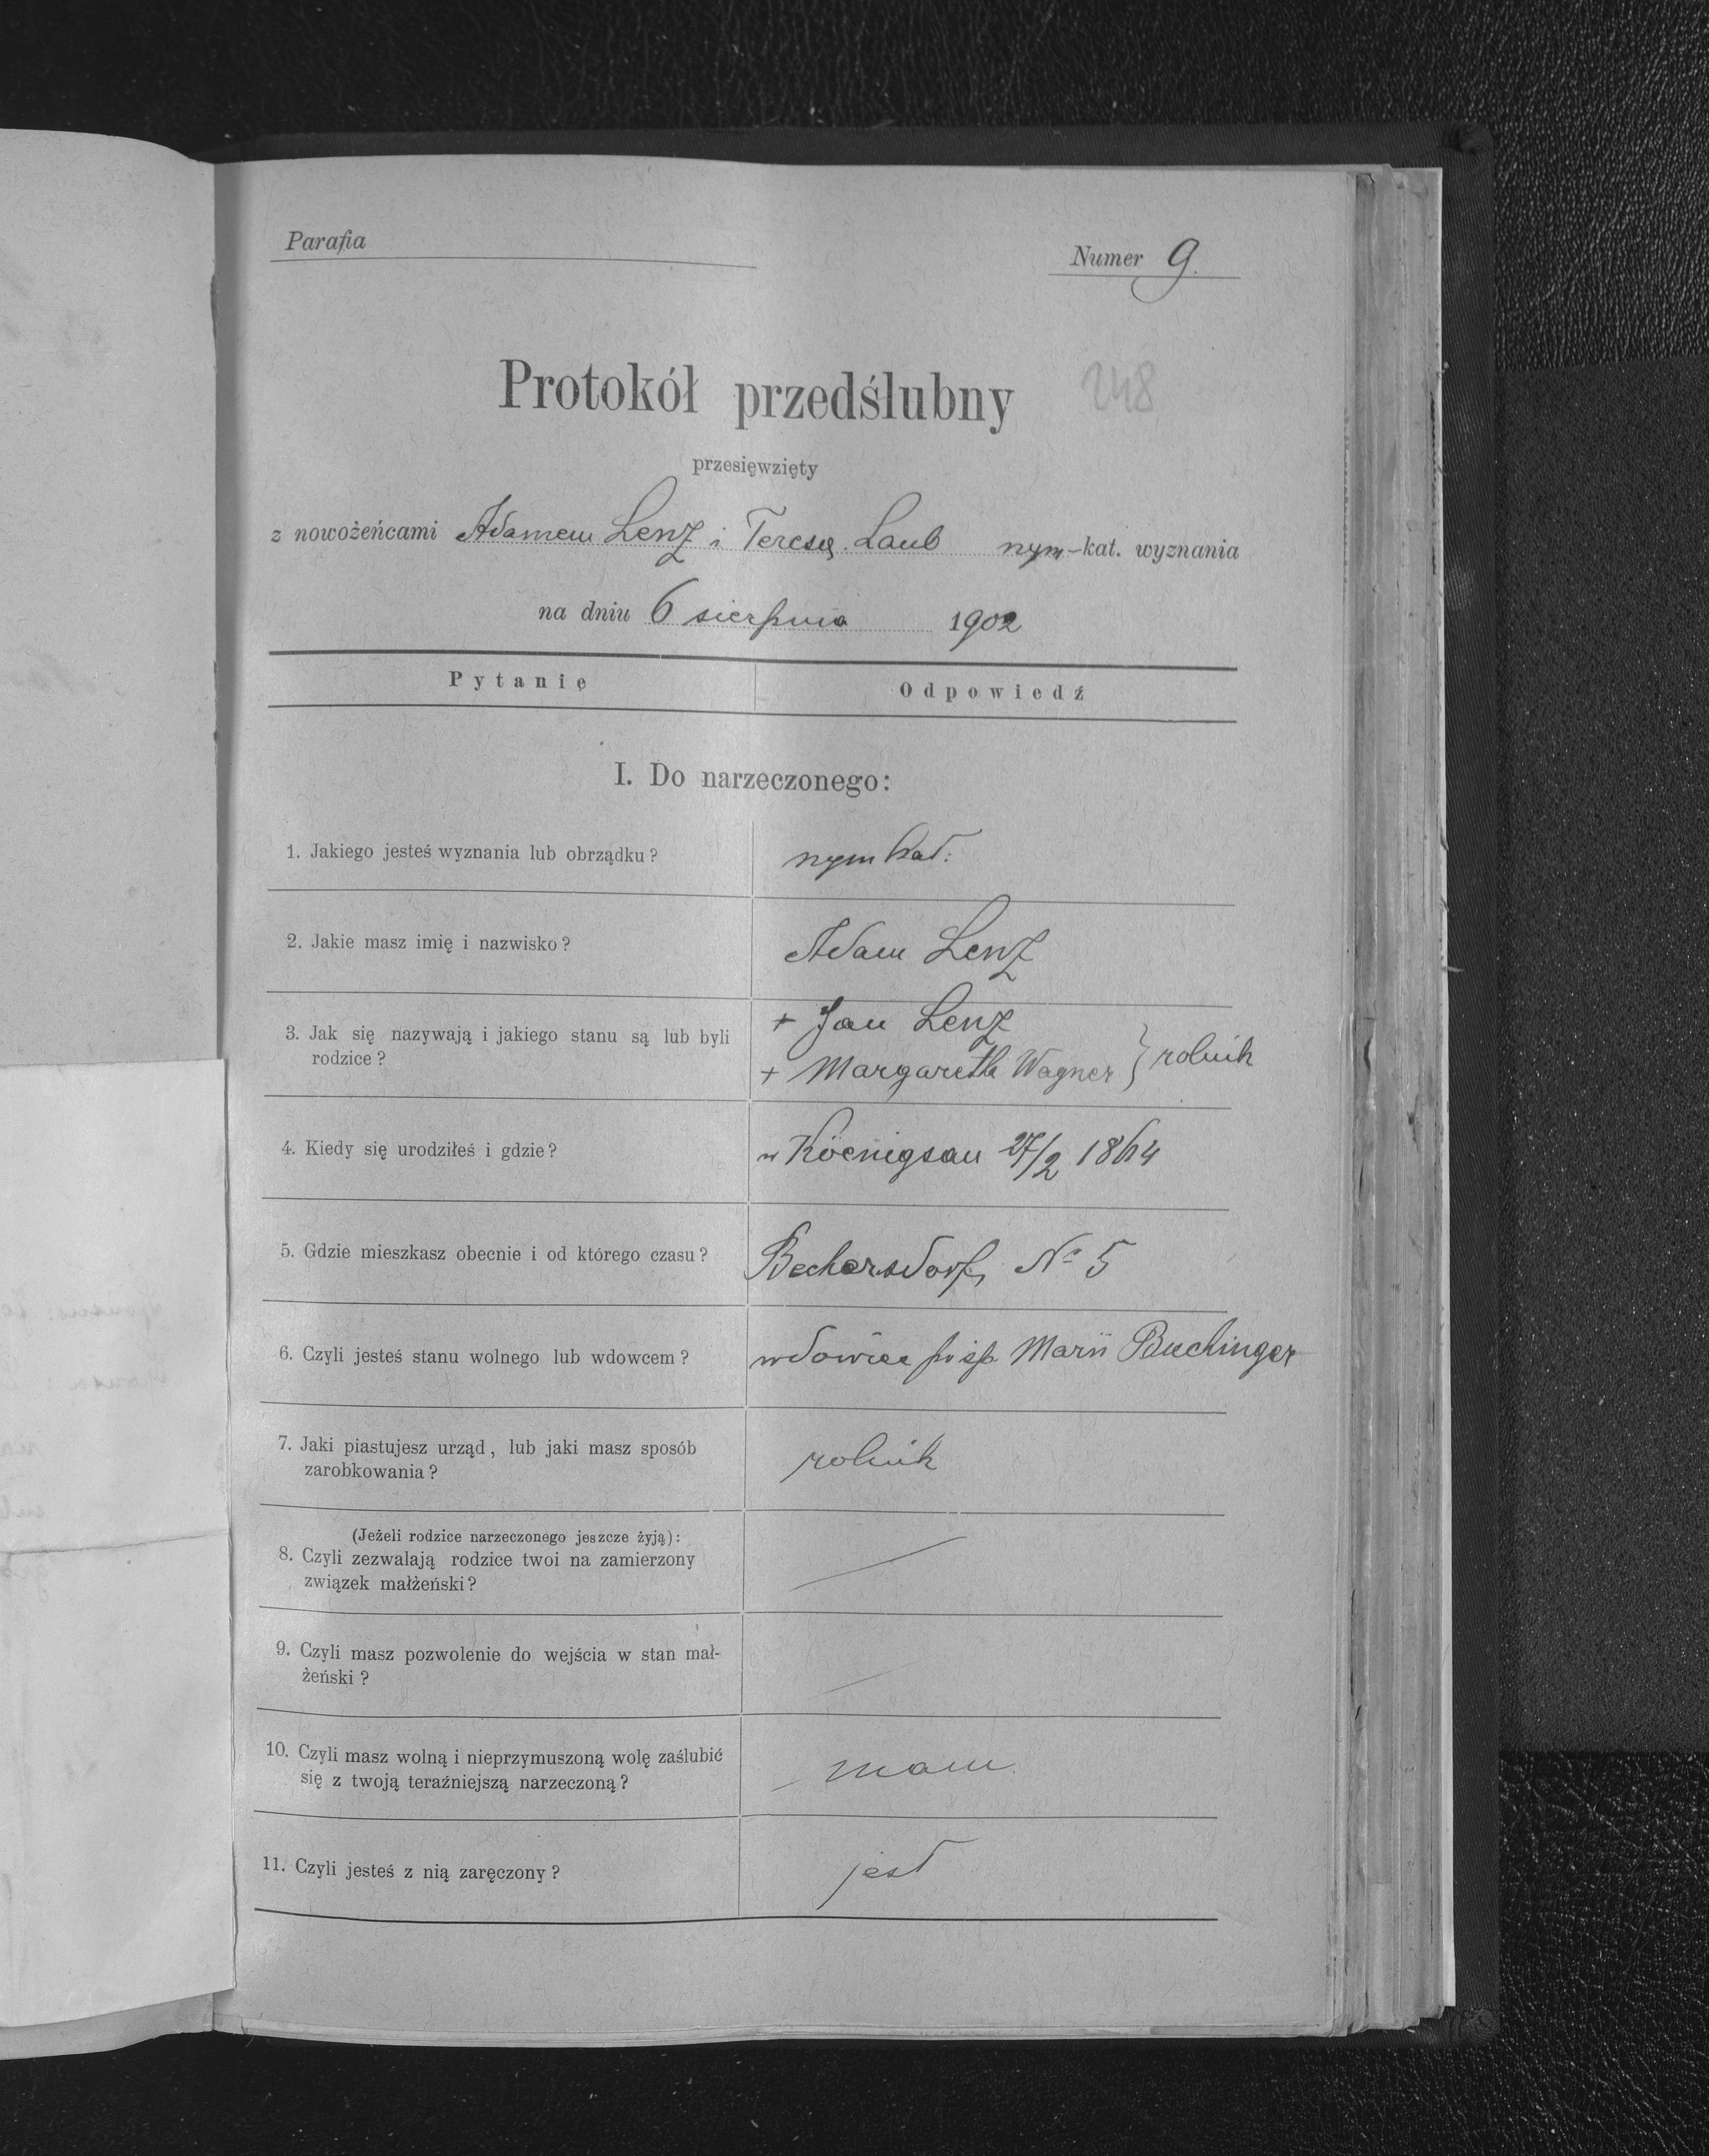 Parafia
Numer 9.
Protokół przedślubny 248
przesięwzięty
z nowożeńcami Adamem Lenz i Teresą Laub rzym-kat. wyznania
na dniu 6 sierpnia 1902
Pytanie
Odpowiedź
I. Do narzeczonego:
1. Jakiego jesteś wyznania lub obrządku?
rzym kat:
2. Jakie masz imię i nazwisko?
Adam Lenz
3. Jak się nazywają i jakiego stanu są lub byli
rodzice?
+ Jan Lenz
+ Margaretha Wagner } rolnik
4. Kiedy się urodziłeś i gdzie?
w Köenigsau 27/2 1864
5. Gdzie mieszkasz obecnie i od którego czasu?
Bechersdorf, No 5
6. Czyli jesteś stanu wolnego lub wdowcem?
wdowiec po śp. Marii Buchinger
7. Jaki piastujesz urząd, lub jaki masz sposób
zarobkowania?
rolnik
(Jeżeli rodzice narzeczonego jeszcze żyją):
8. Czyli zezwalają rodzice twoi na zamierzony
związek małżeński?
9. Czyli masz pozwolenie do wejścia w stan mał-
żeński?
10. Czyli masz wolną i nieprzymuszoną wolę zaślubić
się z twoją teraźniejszą narzeczoną?
mam.
11. Czyli jesteś z nią zaręczony?
jest